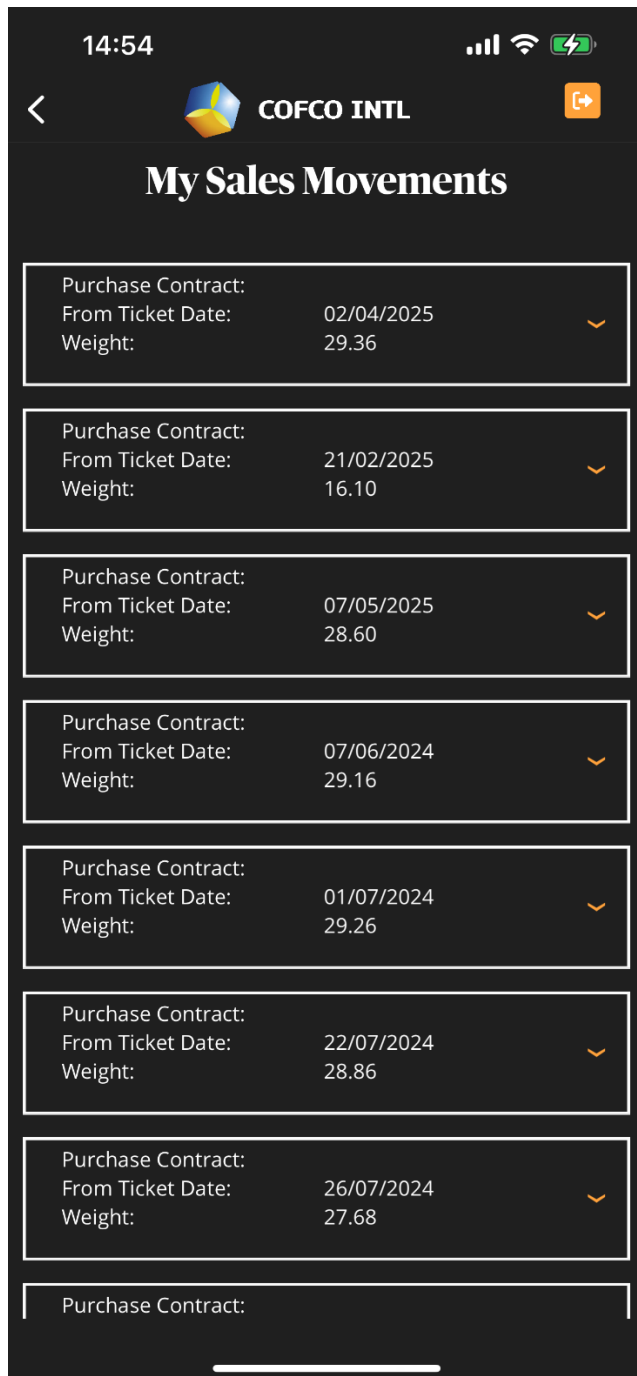 14:54
COFCO INTL
My Sales Movements
Purchase Contract:
From Ticket Date: 02/04/2025
Weight: 29.36
Purchase Contract:
From Ticket Date: 21/02/2025
Weight: 16.10
Purchase Contract:
From Ticket Date: 07/05/2025
Weight: 28.60
Purchase Contract:
From Ticket Date: 07/06/2024
Weight: 29.16
Purchase Contract:
From Ticket Date: 01/07/2024
Weight: 29.26
Purchase Contract:
From Ticket Date: 22/07/2024
Weight: 28.86
Purchase Contract:
From Ticket Date: 26/07/2024
Weight: 27.68
Purchase Contract: